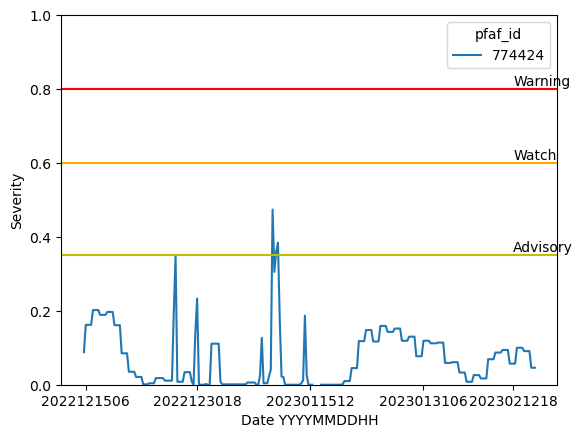 1.0
0.8
0.6
0.4
0.2
0.0
Severity
pfaf_id
774424
Warning
Watch
Advisory
2022121506
2022123018
2023011512
2023013106
2023021218
Date YYYYMMDDHH